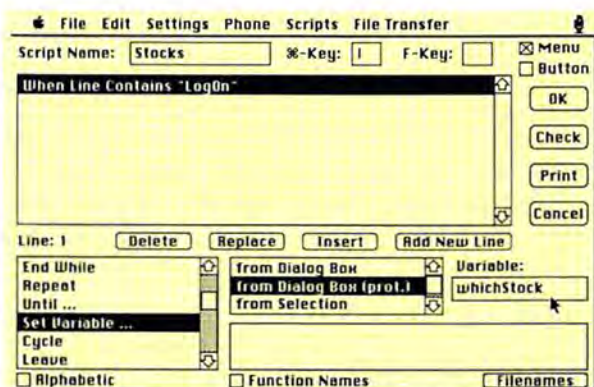 File Edit Settings Phone Scripts File Transfer
Script Name: Stocks ⌘-Key: I F-Key: Menu
Button
When Line Contains "LogOn"
OK
Check
Print
Cancel
Line: 1 Delete Replace Insert Add New Line
End While
Repeat
Until ...
Set Variable ...
Cycle
Leave
from Dialog Box
from Dialog Box (prot.)
from Selection
Variable:
whichStock
Alphabetic Function Names Filenames